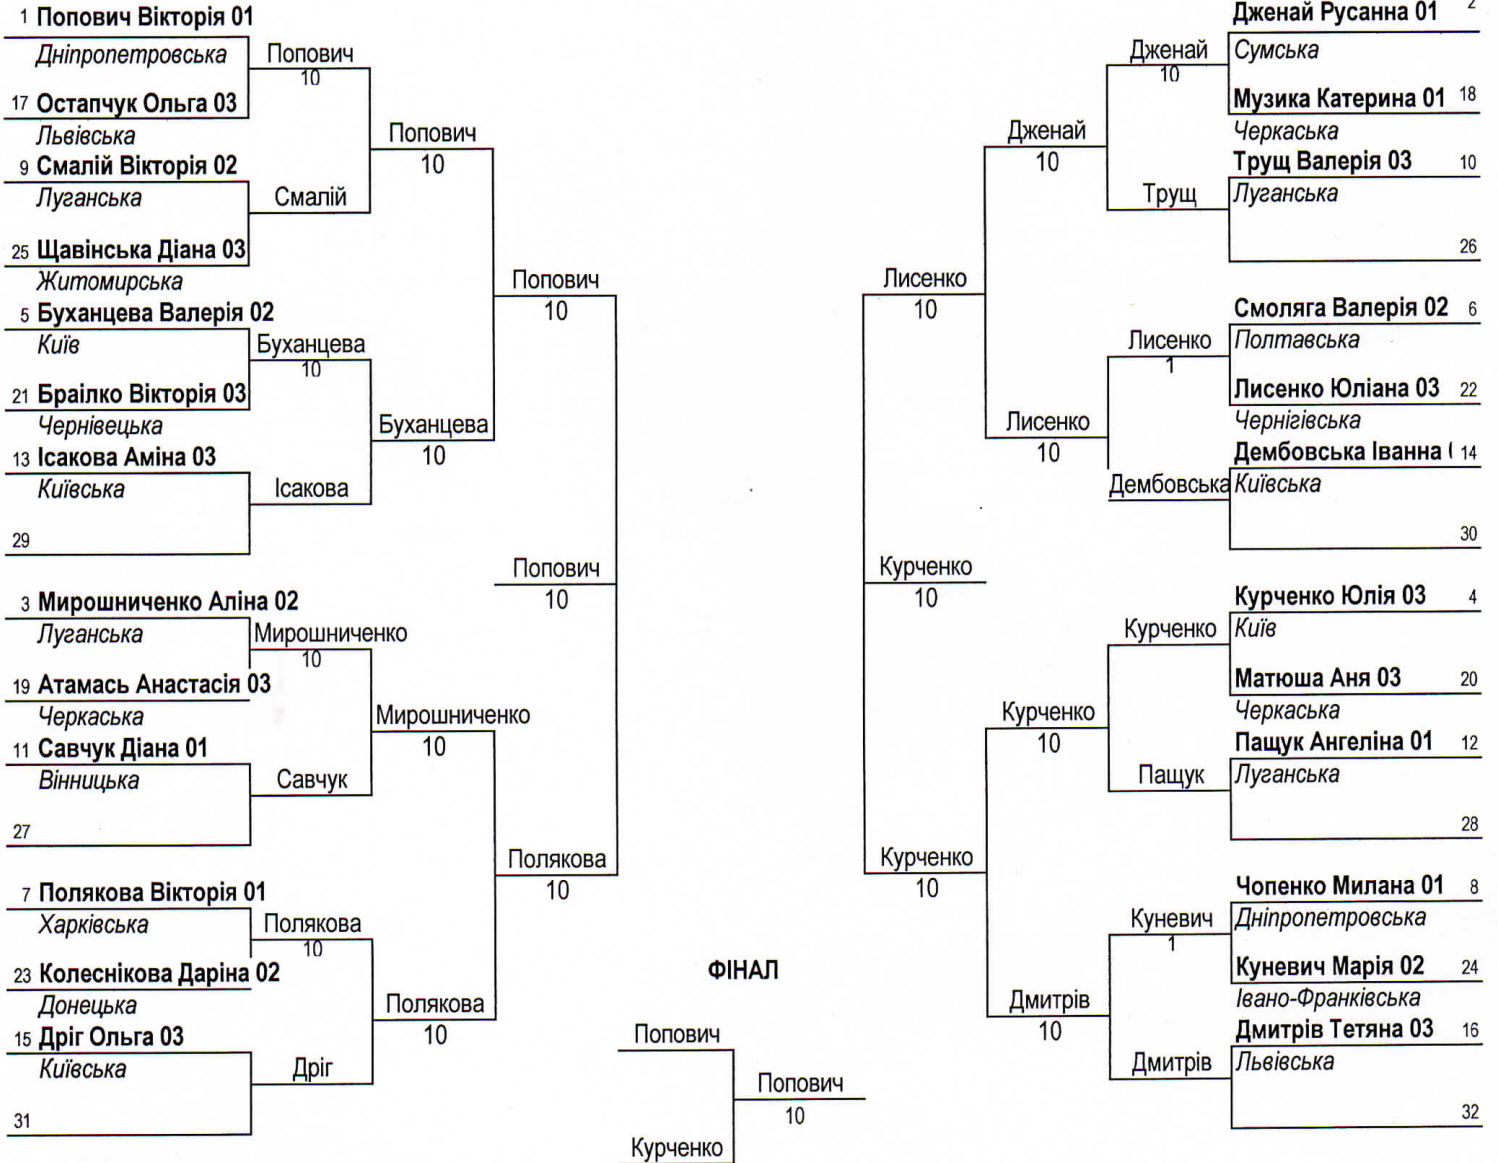 1 Попович Вікторія 01
Дніпропетровська
17 Остапчук Ольга 03
Львівська
9 Смалій Вікторія 02
Луганська
25 Щавінська Діана 03
Житомирська
5 Буханцева Валерія 02
Київ
21 Браілко Вікторія 03
Чернівецька
13 Ісакова Аміна 03
Київська
29
3 Мирошниченко Аліна 02
Луганська
19 Атамась Анастасія 03
Черкаська
11 Савчук Діана 01
Вінницька
27
7 Полякова Вікторія 01
Харківська
23 Колеснікова Даріна 02
Донецька
15 Дріг Ольга 03
Київська
31
Попович
10
Смалій
Буханцева
10
Ісакова
Мирошниченко
10
Савчук
Полякова
10
Дріг
Попович
10
Буханцева
10
Мирошниченко
10
Полякова
10
Попович
10
Попович
10
Полякова
10
ФІНАЛ
Попович
Курченко
Попович
10
Лисенко
10
Курченко
10
Курченко
10
Дженай
10
Лисенко
10
Курченко
10
Дмитрів
10
Дженай
10
Трущ
Лисенко
1
Дембовська
Курченко
Пащук
Куневич
1
Дмитрів
Дженай Русанна 01 2
Сумська
Музика Катерина 01 18
Черкаська
Трущ Валерія 03 10
Луганська
26
Смоляга Валерія 02 6
Полтавська
Лисенко Юліана 03 22
Чернігівська
Дембовська Іванна 14
Київська
30
Курченко Юлія 03 4
Київ
Матюша Аня 03 20
Черкаська
Пащук Ангеліна 01 12
Луганська
28
Чопенко Милана 01 8
Дніпропетровська
Куневич Марія 02 24
Івано-Франківська
Дмитрів Тетяна 03 16
Львівська
32